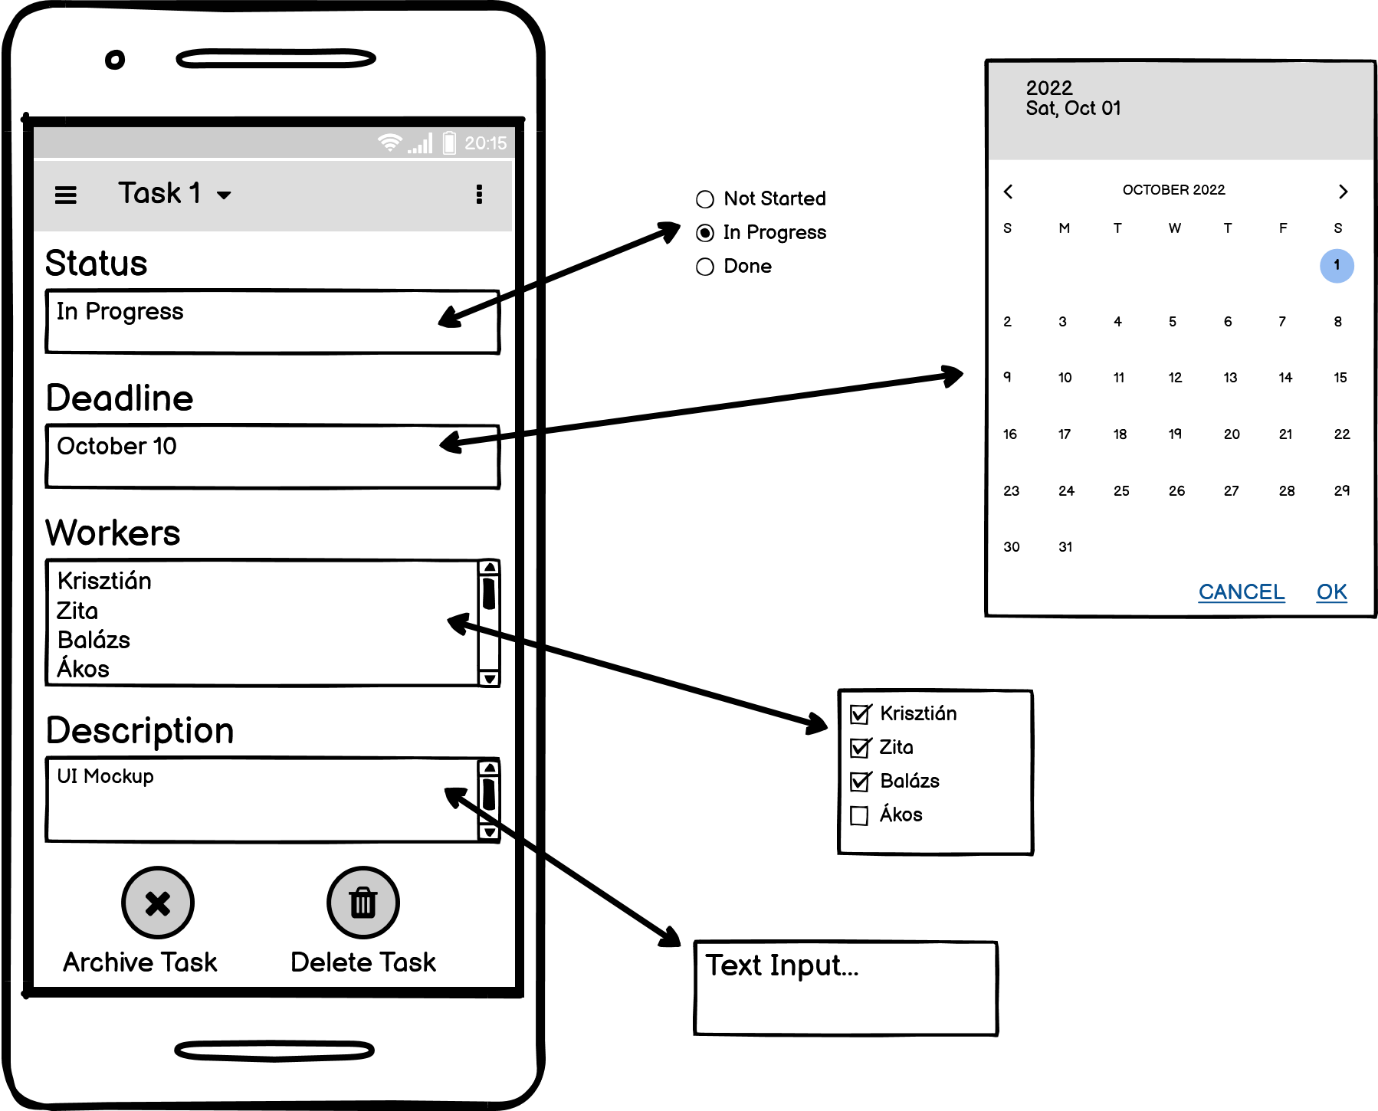 20:15
Task 1
Status
In Progress
Deadline
October 10
Workers
Krisztián
Zita
Balázs
Ákos
Description
UI Mockup
Archive Task
Delete Task
Not Started
In Progress
Done
2022
Sat, Oct 01
OCTOBER 2022
S M T W T F S
1
2 3 4 5 6 7 8
9 10 11 12 13 14 15
16 17 18 19 20 21 22
23 24 25 26 27 28 29
30 31
CANCEL OK
Krisztián
Zita
Balázs
Ákos
Text Input...